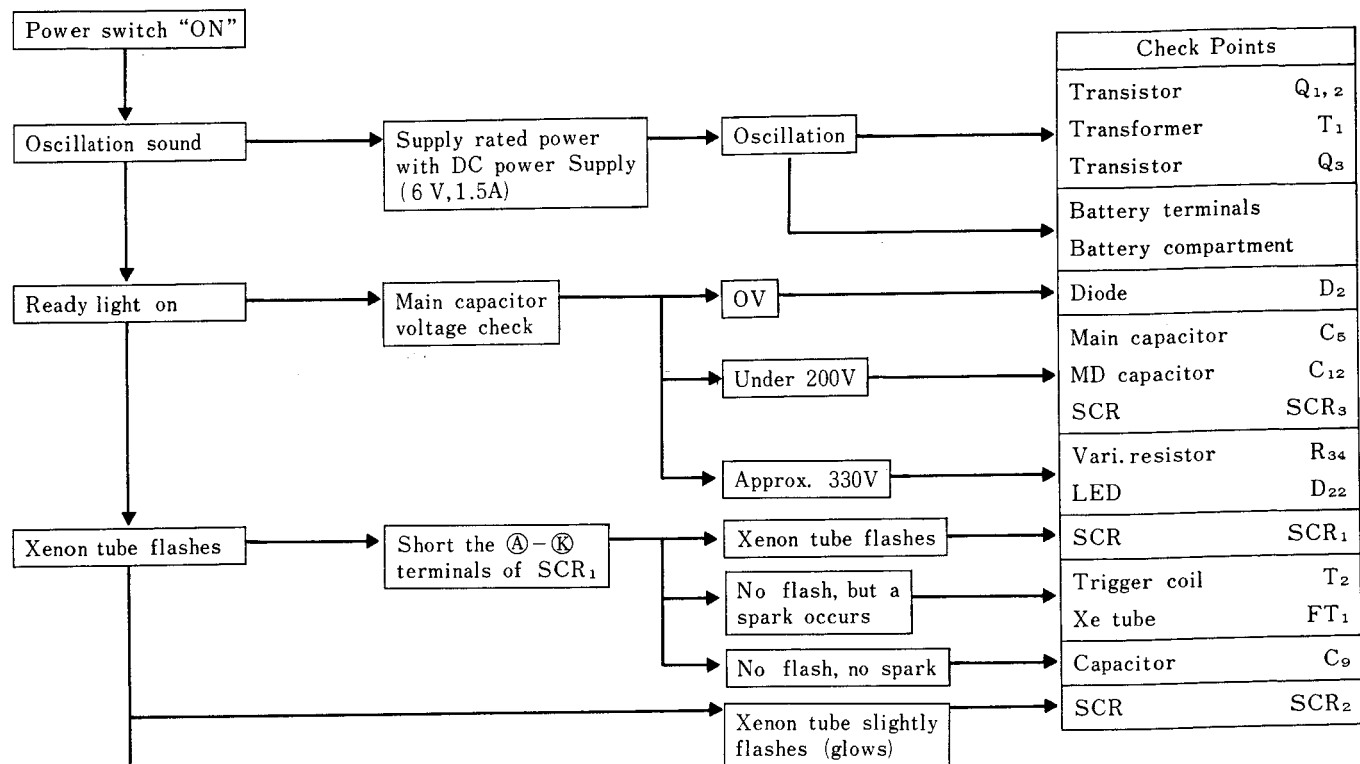 Power switch “ON”
Oscillation sound
Supply rated power
with DC power Supply
(6 V, 1.5A)
Oscillation
Ready light on
Main capacitor
voltage check
OV
Under 200V
Approx. 330V
Xenon tube flashes
Short the Ⓐ–Ⓚ
terminals of SCR₁
Xenon tube flashes
No flash, but a
spark occurs
No flash, no spark
Xenon tube slightly
flashes (glows)
Check Points
Transistor Q₁, ₂
Transformer T₁
Transistor Q₃
Battery terminals
Battery compartment
Diode D₂
Main capacitor C₅
MD capacitor C₁₂
SCR SCR₃
Vari. resistor R₃₄
LED D₂₂
SCR SCR₁
Trigger coil T₂
Xe tube FT₁
Capacitor C₉
SCR SCR₂